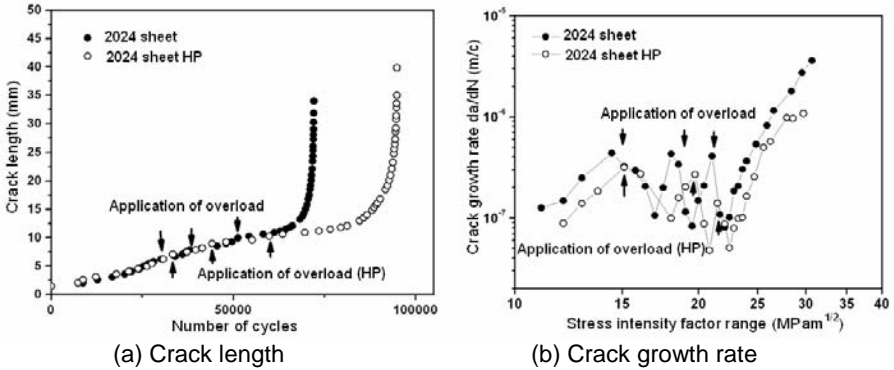 Crack length (mm)
40
35
30
25
20
15
10
5
0
2024 sheet
2024 sheet HP
Application of overload
Application of overload (HP)
0
50000
100000
Number of cycles
(a) Crack length
Crack growth rate da/dN (m/c)
10⁻⁵
10⁻⁶
10⁻⁷
2024 sheet
2024 sheet HP
Application of overload
Application of overload (HP)
10
15
20
25
30
35
40
Stress intensity factor range (MPam¹/²)
(b) Crack growth rate